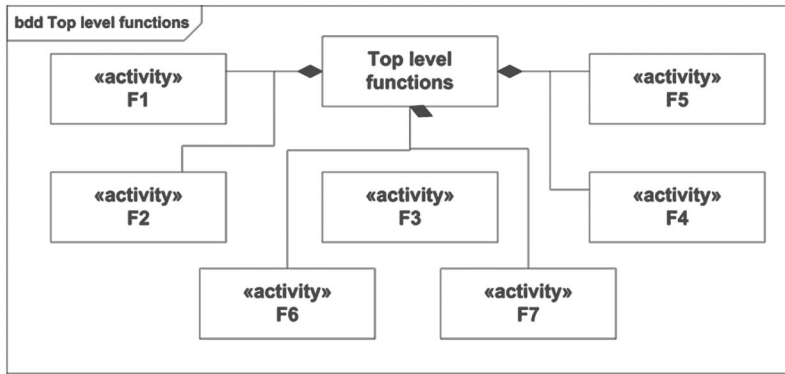 bdd Top level functions
Top level
functions
«activity»
F1
«activity»
F5
«activity»
F2
«activity»
F3
«activity»
F4
«activity»
F6
«activity»
F7